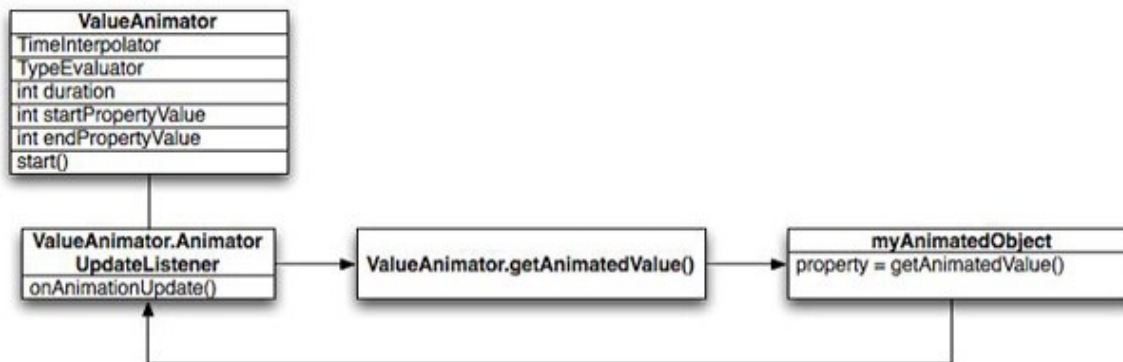 ValueAnimator
TimeInterpolator
TypeEvaluator
int duration
int startPropertyValue
int endPropertyValue
start()
ValueAnimator.Animator
UpdateListener
onAnimationUpdate()
ValueAnimator.getAnimatedValue()
myAnimatedObject
property = getAnimatedValue()